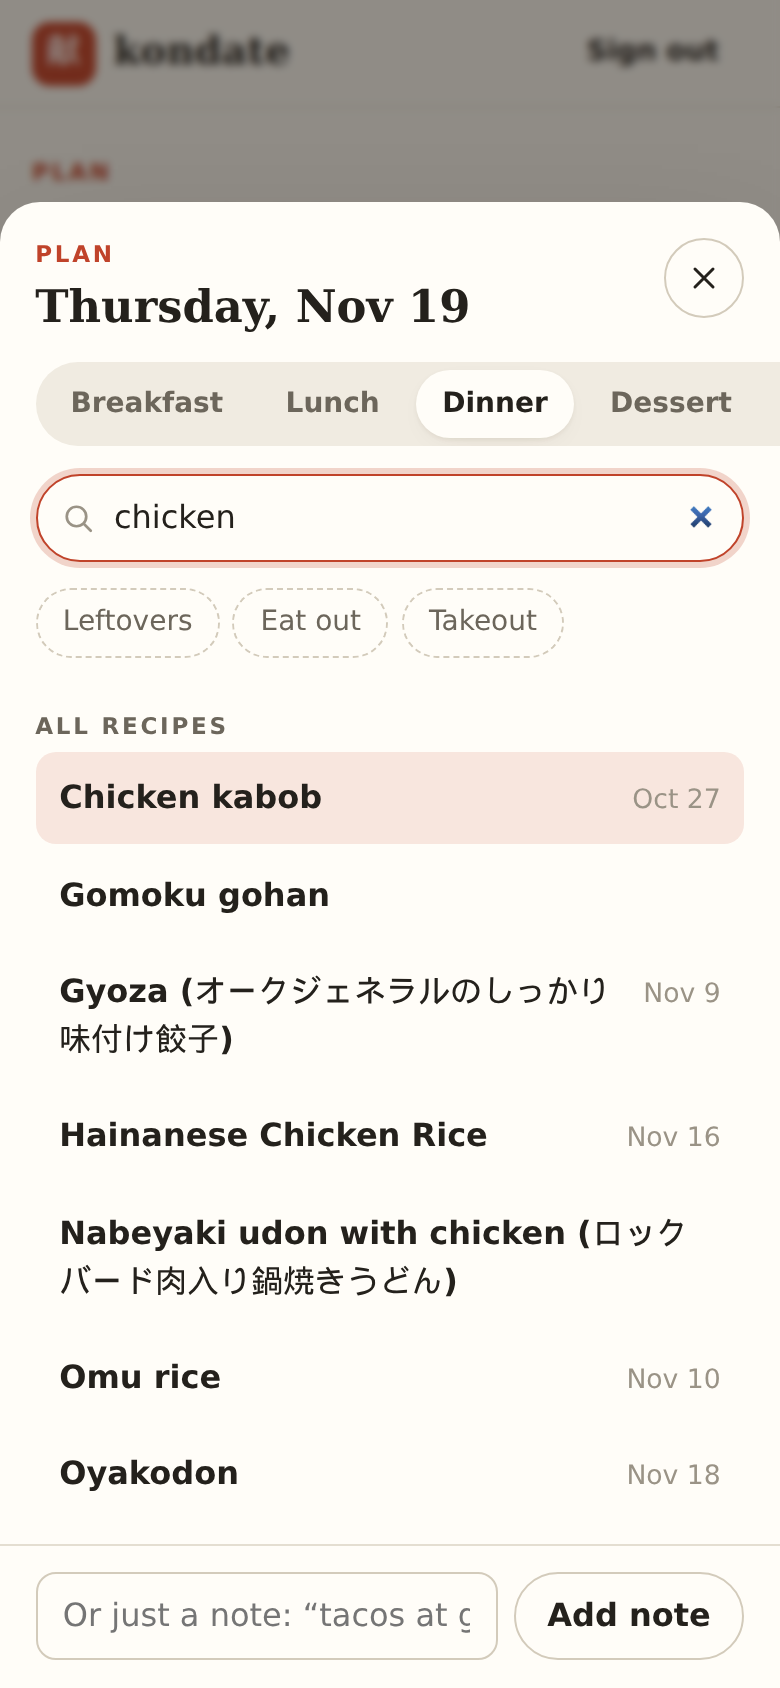 kondate
Sign out
PLAN
PLAN
Thursday, Nov 19
Breakfast
Lunch
Dinner
Dessert
chicken
Leftovers
Eat out
Takeout
ALL RECIPES
Chicken kabob
Oct 27
Gomoku gohan
Gyoza (オークジェネラルのしっかり
味付け餃子)
Nov 9
Hainanese Chicken Rice
Nov 16
Nabeyaki udon with chicken (ロック
バード肉入り鍋焼きうどん)
Omu rice
Nov 10
Oyakodon
Nov 18
Or just a note: “tacos at
Add note